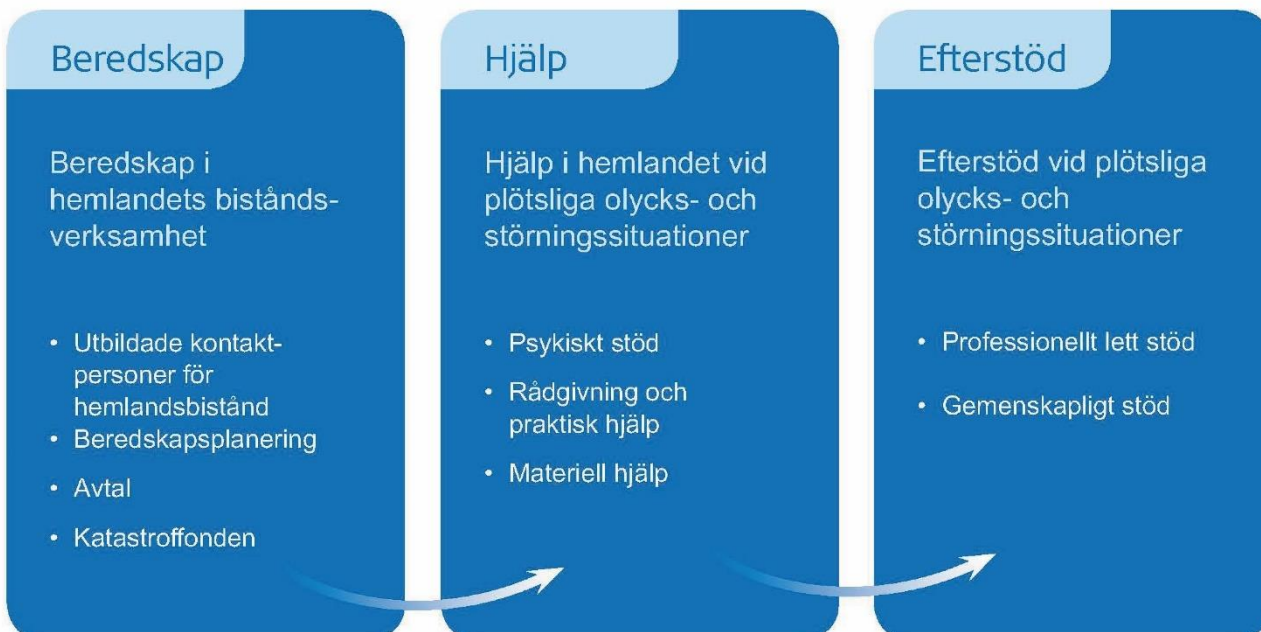 Beredskap
Beredskap i
hemlandets bistånds-
verksamhet
• Utbildade kontakt-
personer för
hemlandsbistånd
• Beredskapsplanering
• Avtal
• Katastroffonden
Hjälp
Hjälp i hemlandet vid
plötsliga olycks- och
störningssituationer
• Psykiskt stöd
• Rådgivning och
praktisk hjälp
• Materiell hjälp
Efterstöd
Efterstöd vid plötsliga
olycks- och
störningssituationer
• Professionellt lett stöd
• Gemenskapligt stöd